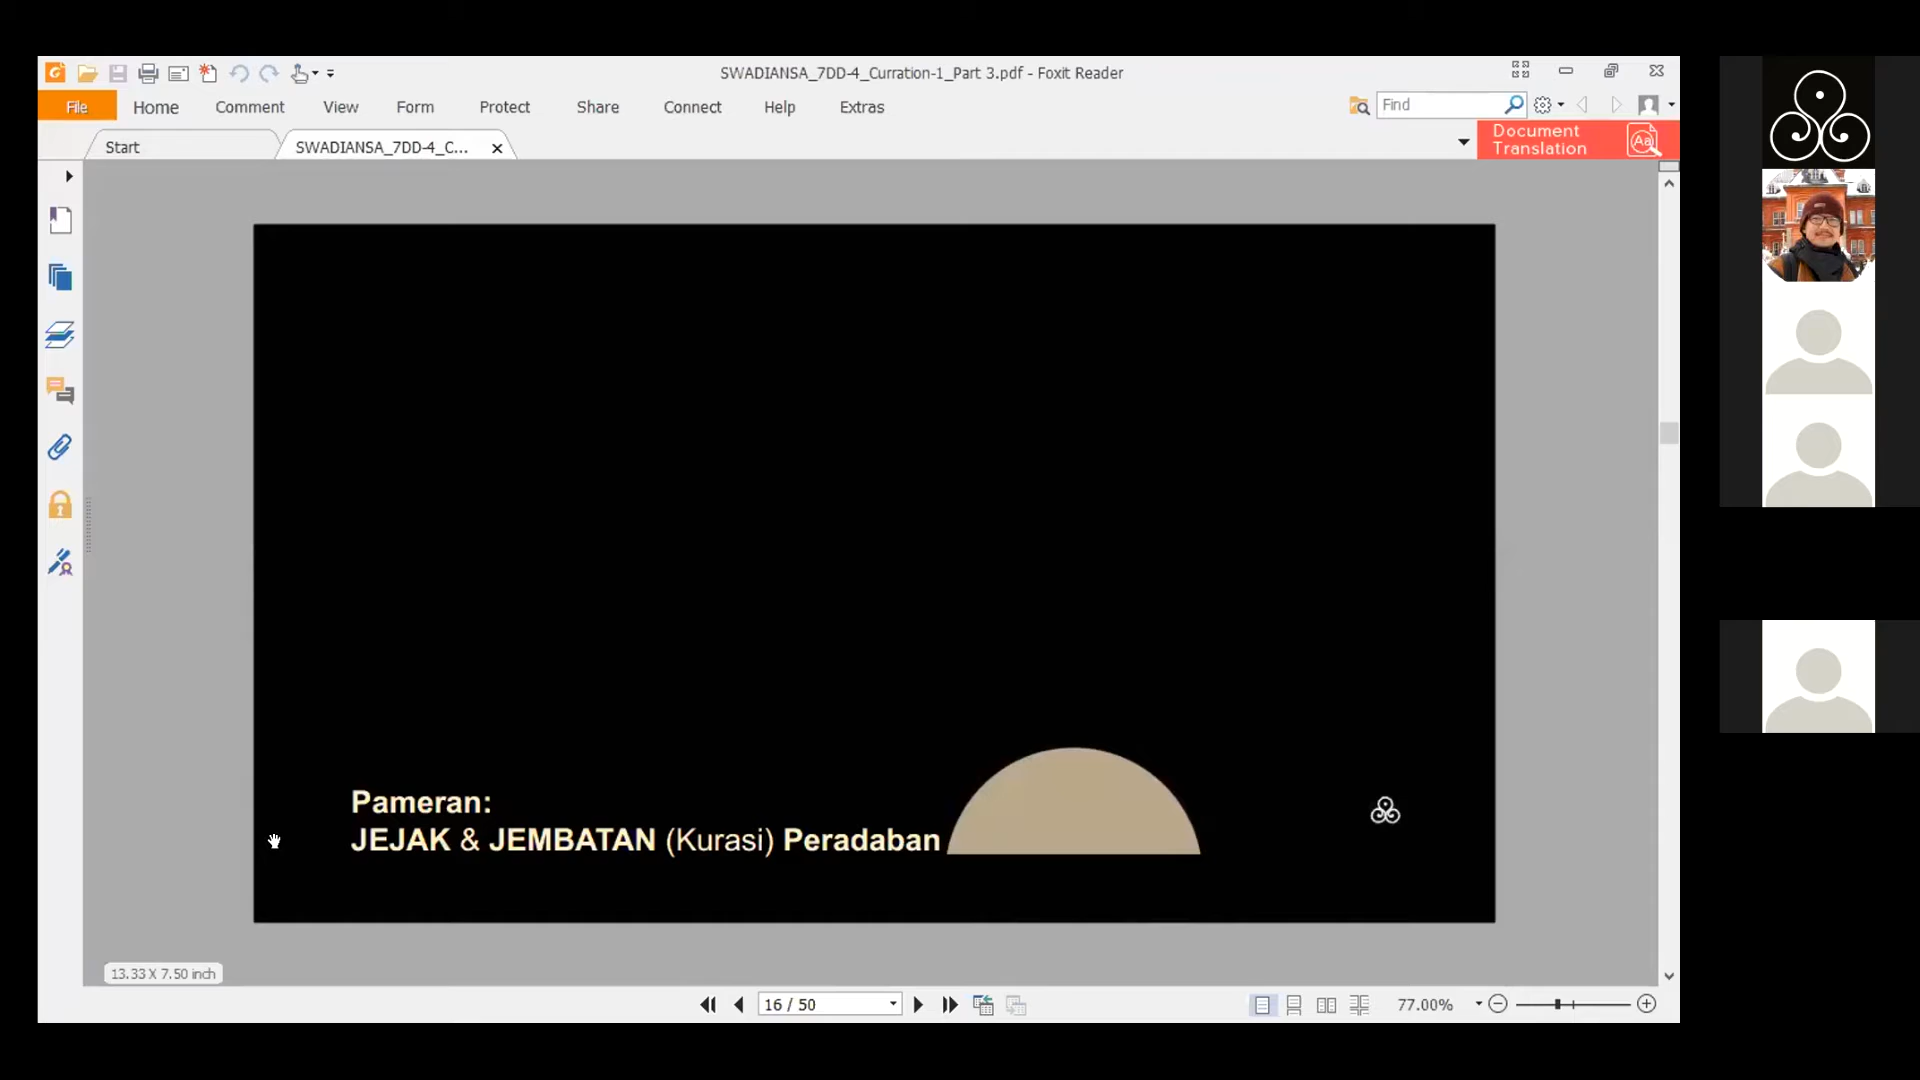 SWADIANSA_7DD-4_Curration-1_Part 3.pdf - Foxit Reader
File Home Comment View Form Protect Share Connect Help Extras
Find
Start
SWADIANSA_7DD-4_C...
Document
Translation
Aa
Pameran:
JEJAK & JEMBATAN (Kurasi) Peradaban
13.33 X 7.50 inch
16 / 50
77.00%